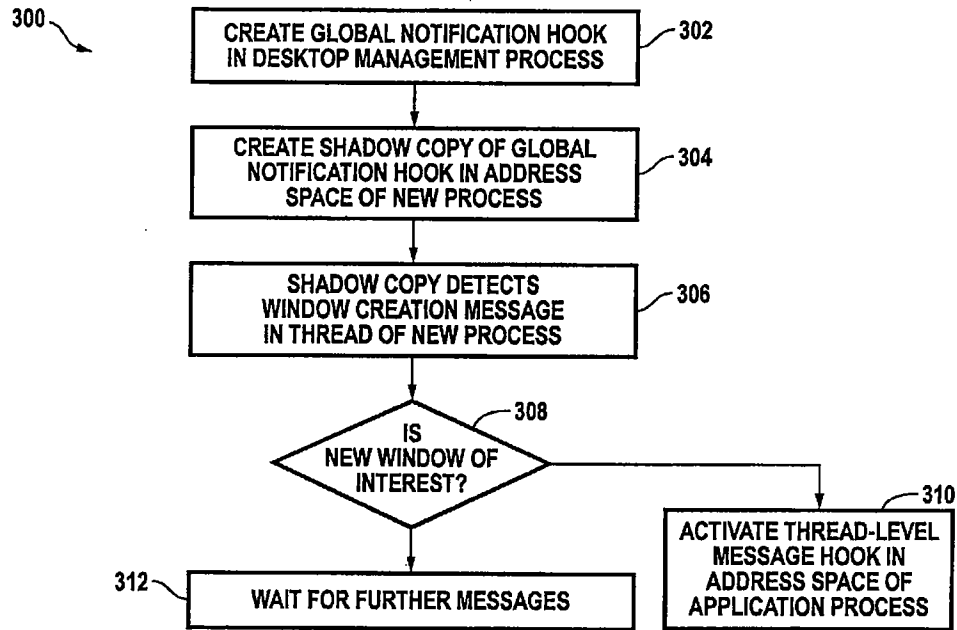 300
CREATE GLOBAL NOTIFICATION HOOK
IN DESKTOP MANAGEMENT PROCESS
302
CREATE SHADOW COPY OF GLOBAL
NOTIFICATION HOOK IN ADDRESS
SPACE OF NEW PROCESS
304
SHADOW COPY DETECTS
WINDOW CREATION MESSAGE
IN THREAD OF NEW PROCESS
306
308
IS
NEW WINDOW OF
INTEREST?
310
ACTIVATE THREAD-LEVEL
MESSAGE HOOK IN
ADDRESS SPACE OF
APPLICATION PROCESS
312
WAIT FOR FURTHER MESSAGES